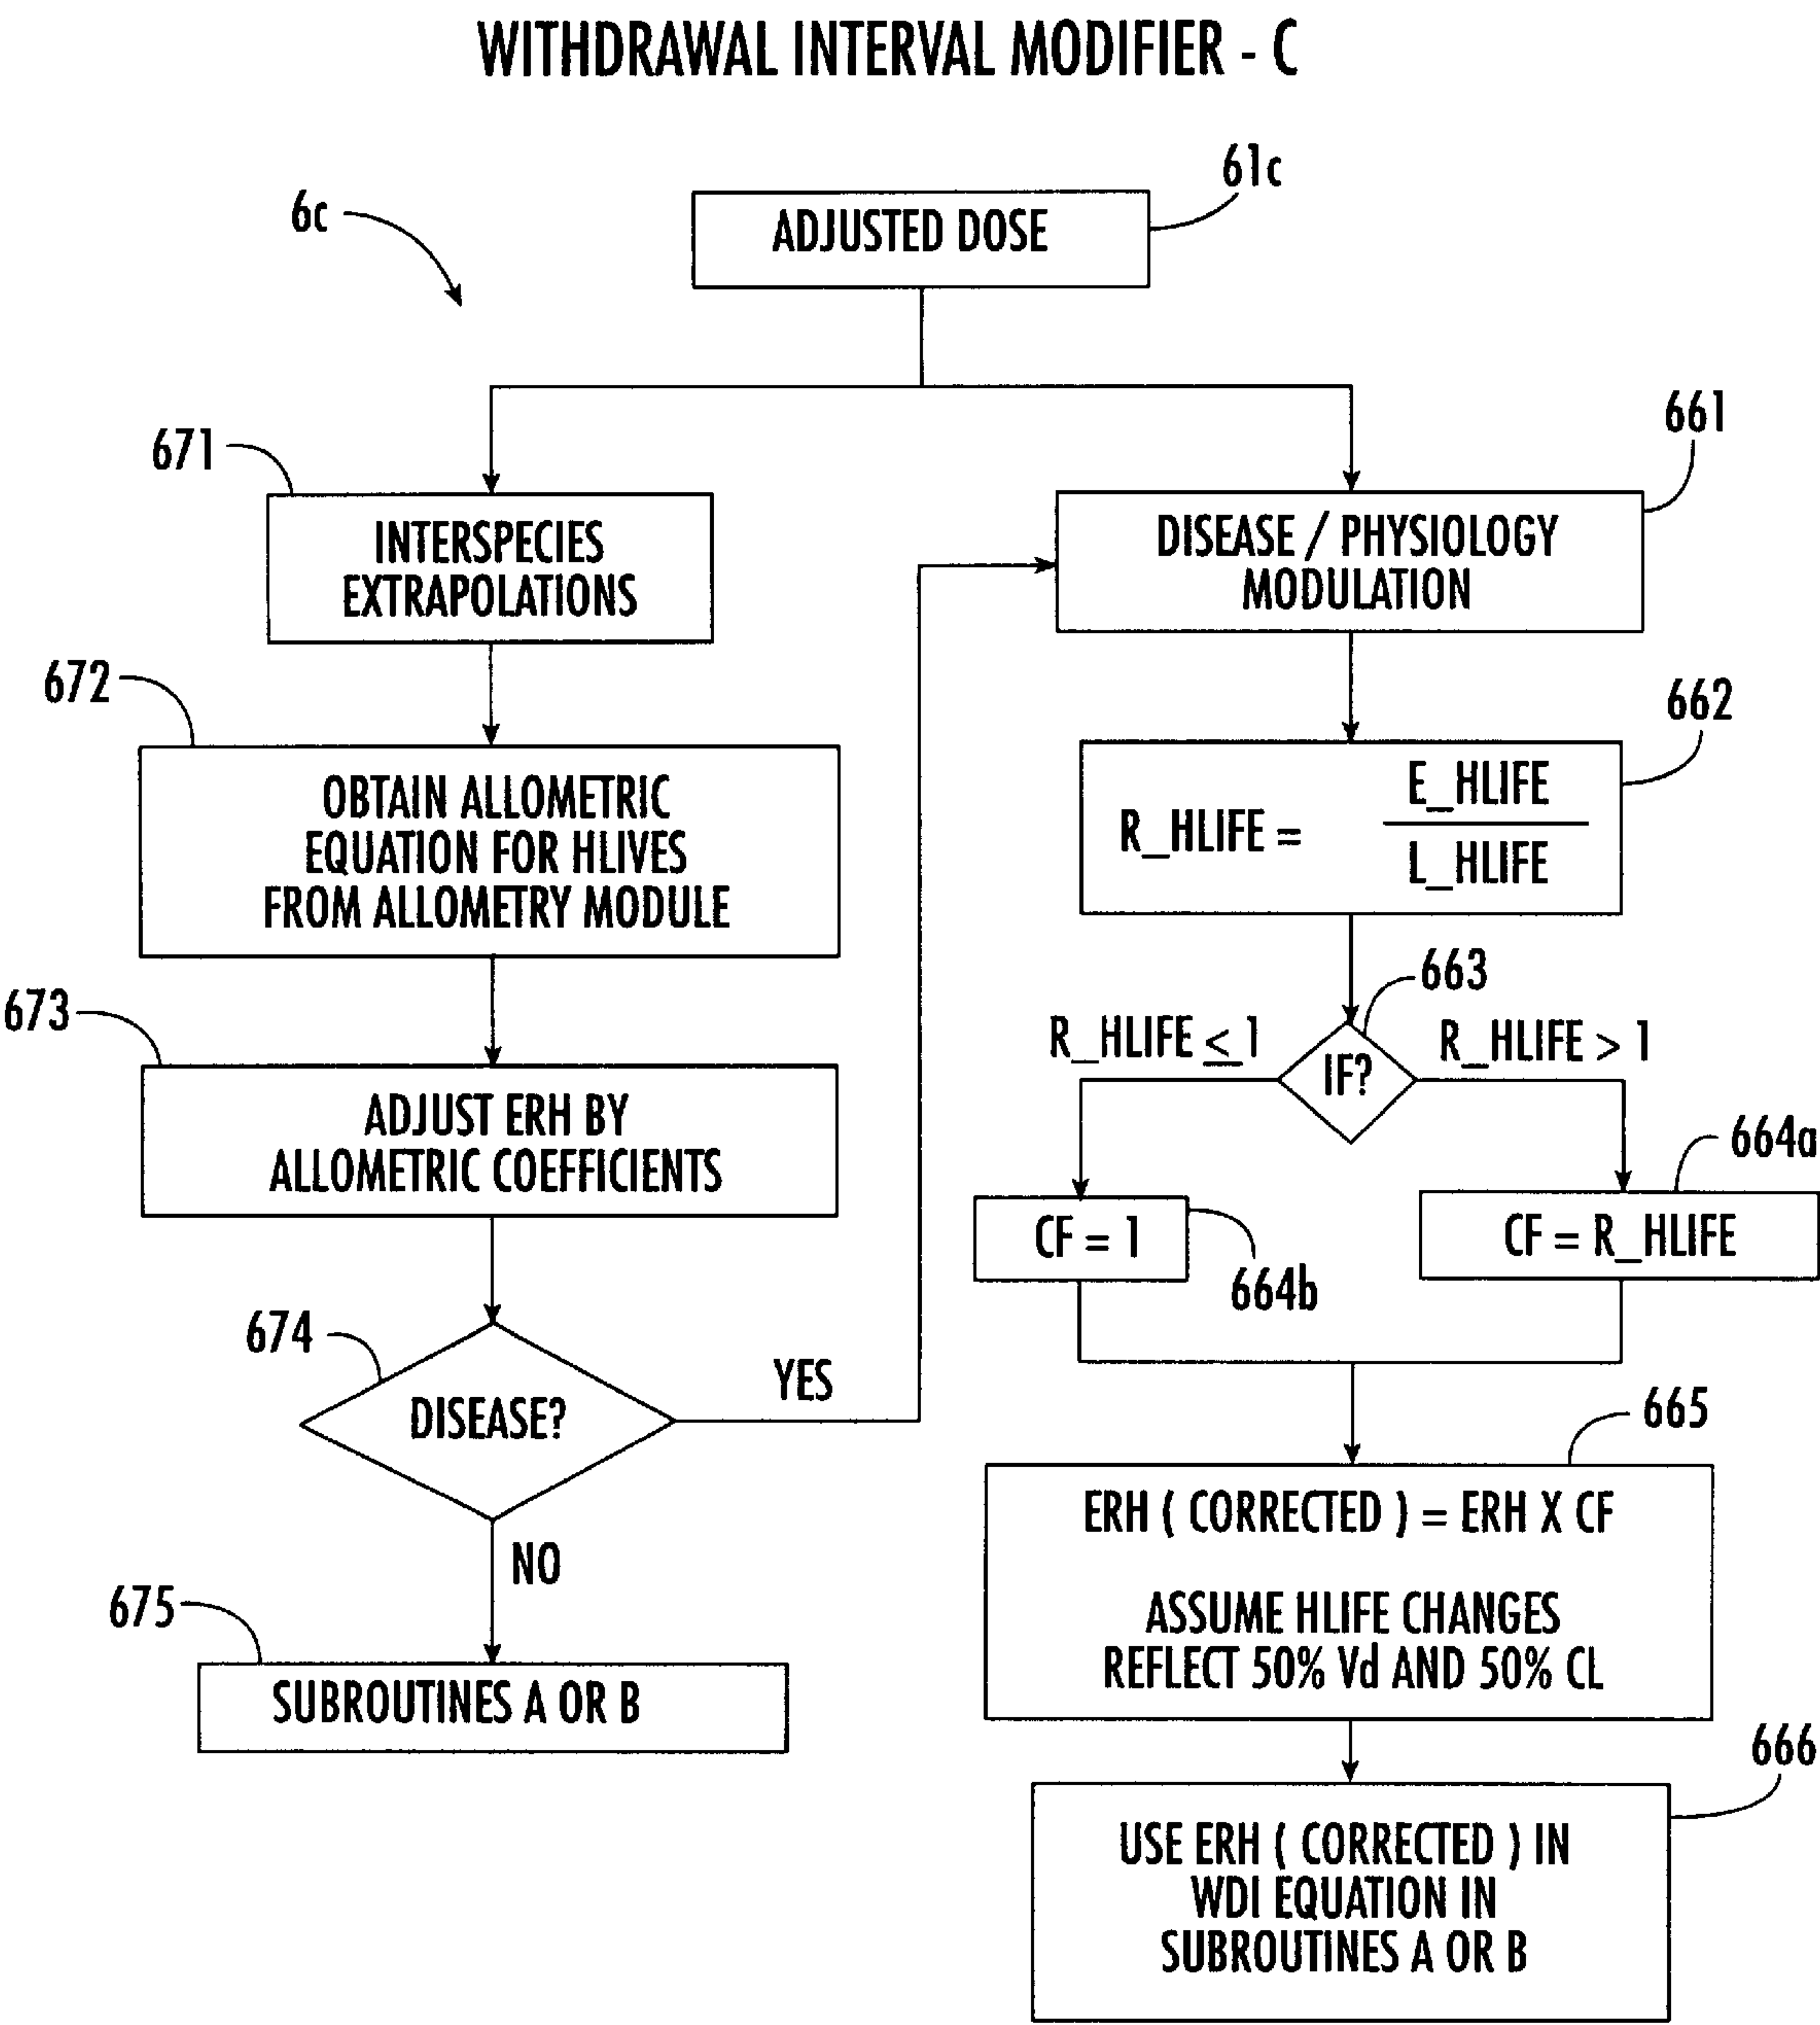 WITHDRAWAL INTERVAL MODIFIER - C
61c
6c
ADJUSTED DOSE
671
661
INTERSPECIES
EXTRAPOLATIONS
DISEASE / PHYSIOLOGY
MODULATION
672
662
OBTAIN ALLOMETRIC
EQUATION FOR HLIVES
FROM ALLOMETRY MODULE
R_HLIFE =
E_HLIFE
L_HLIFE
673
663
R_HLIFE ≤ 1
IF?
R_HLIFE > 1
ADJUST ERH BY
ALLOMETRIC COEFFICIENTS
664a
CF = 1
CF = R_HLIFE
664b
674
DISEASE?
YES
665
ERH ( CORRECTED ) = ERH X CF
ASSUME HLIFE CHANGES
REFLECT 50% Vd AND 50% CL
NO
675
SUBROUTINES A OR B
666
USE ERH ( CORRECTED ) IN
WDI EQUATION IN
SUBROUTINES A OR B